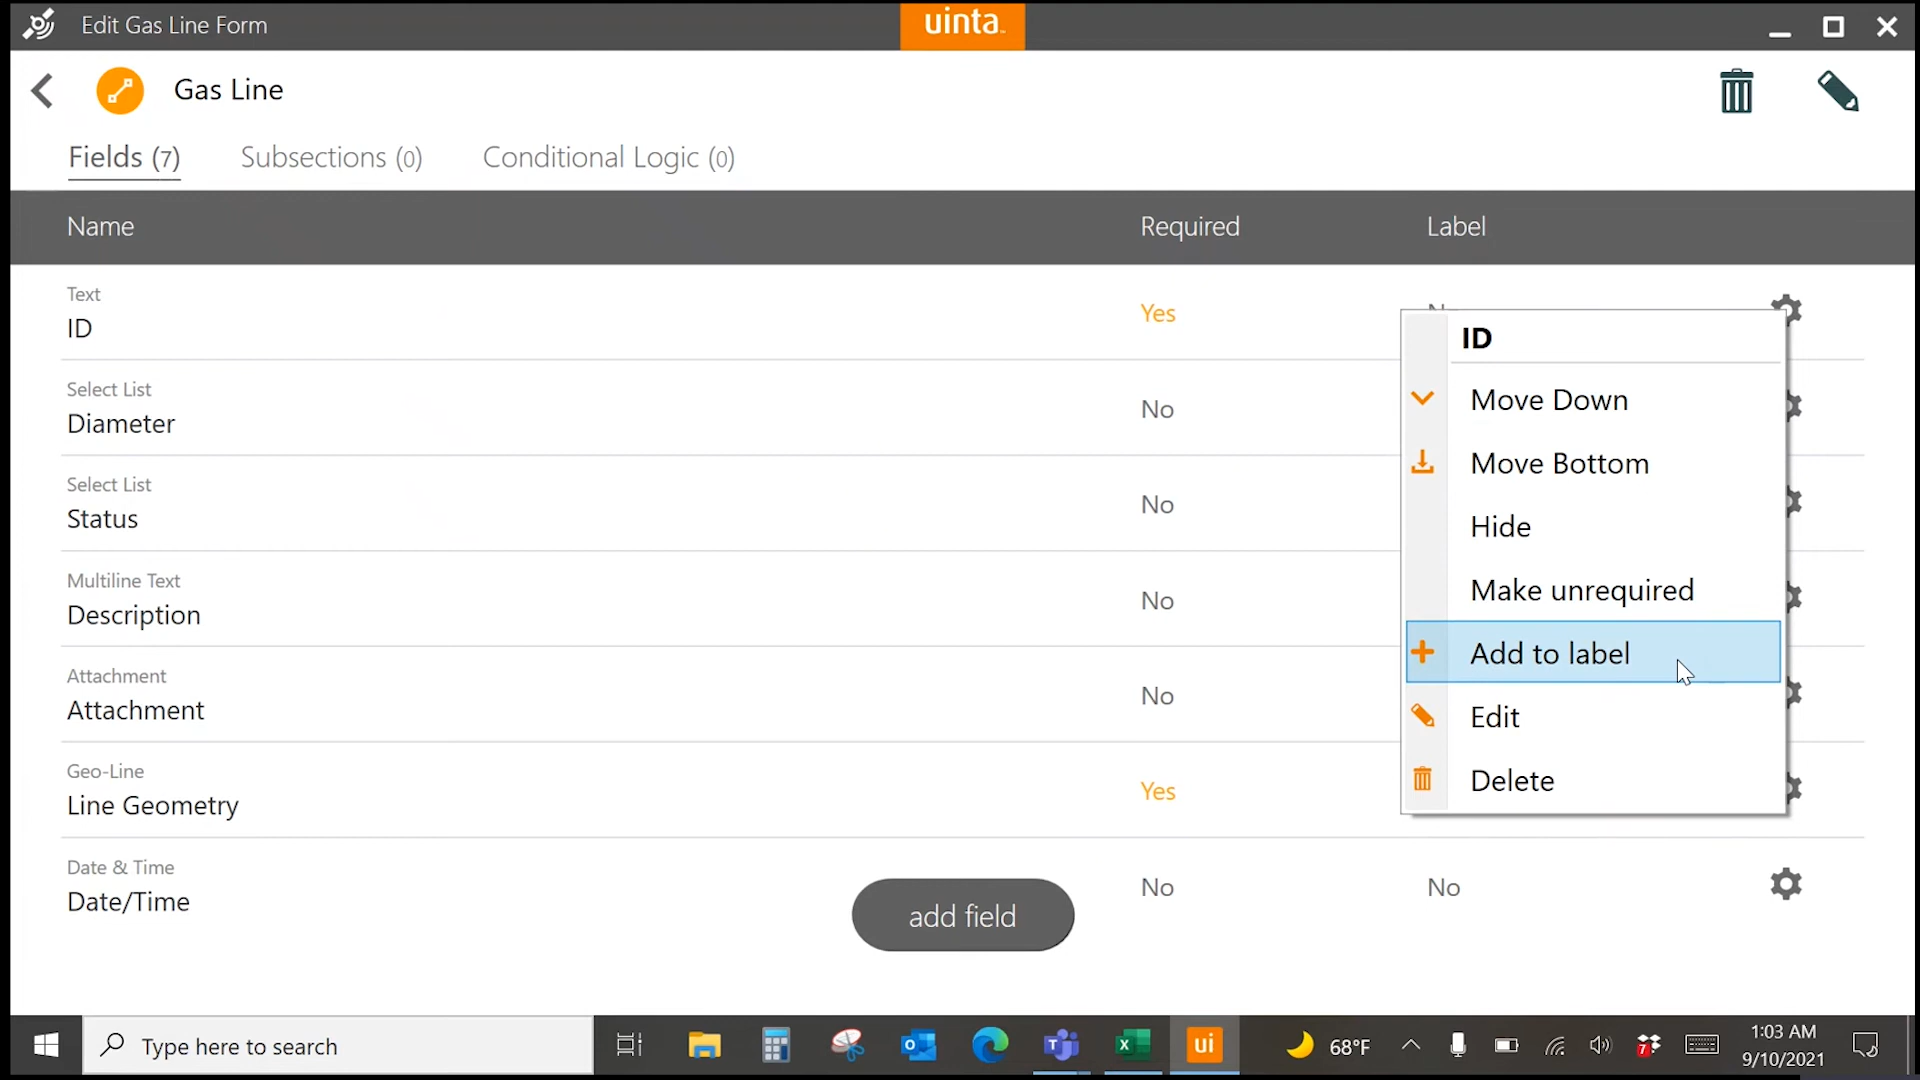 Edit Gas Line Form
uinta
Gas Line
Fields (7)
Subsections (0)
Conditional Logic (0)
Name
Required
Label
Text
ID
Yes
Select List
Diameter
No
Select List
Status
No
Multiline Text
Description
No
Attachment
Attachment
No
Geo-Line
Line Geometry
Yes
Date & Time
Date/Time
No
No
ID
Move Down
Move Bottom
Hide
Make unrequired
Add to label
Edit
Delete
add field
Type here to search
ui
68°F
7
1:03 AM
9/10/2021